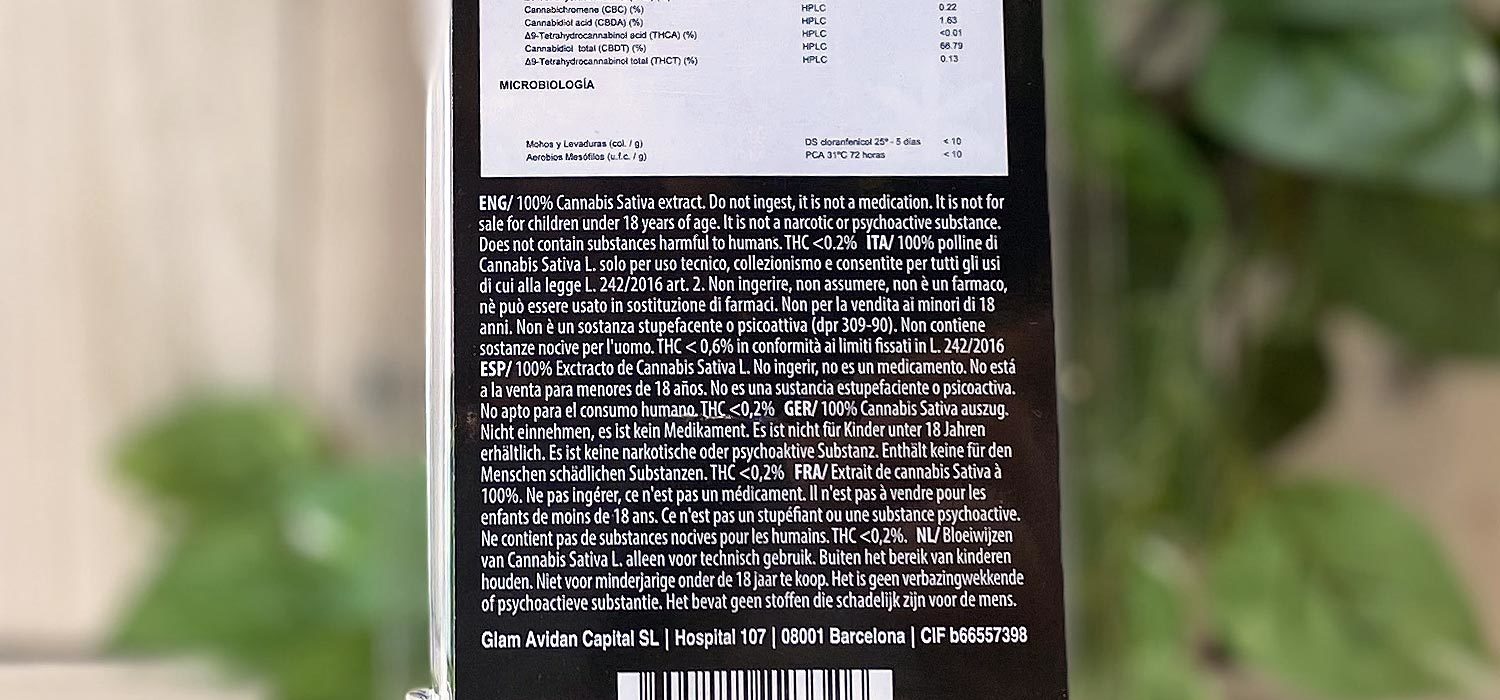 Cannabichromene (CBC) (%) HPLC 0.22
Cannabidiol acid (CBDA) (%) HPLC 1.63
Δ9-Tetrahydrocannabinol acid (THCA) (%) HPLC <0.01
Cannabidiol total (CBDT) (%) HPLC 66.79
Δ9-Tetrahydrocannabinol total (THCT) (%) HPLC 0.13
MICROBIOLOGÍA
Mohos y Levaduras (col. / g) DS cloranfenicol 25º - 5 días < 10
Aerobios Mesófilos (u.f.c. / g) PCA 31ºC 72 horas < 10
ENG/ 100% Cannabis Sativa extract. Do not ingest, it is not a medication. It is not for
sale for children under 18 years of age. It is not a narcotic or psychoactive substance.
Does not contain substances harmful to humans. THC <0.2% ITA/ 100% polline di
Cannabis Sativa L. solo per uso tecnico, collezionismo e consentite per tutti gli usi
di cui alla legge L. 242/2016 art. 2. Non ingerire, non assumere, non è un farmaco,
nè può essere usato in sostituzione di farmaci. Non per la vendita ai minori di 18
anni. Non è un sostanza stupefacente o psicoattiva (dpr 309-90). Non contiene
sostanze nocive per l'uomo. THC < 0,6% in conformità ai limiti fissati in L. 242/2016
ESP/ 100% Exctracto de Cannabis Sativa L. No ingerir, no es un medicamento. No está
a la venta para menores de 18 años. No es una sustancia estupefaciente o psicoactiva.
No apto para el consumo humano. THC <0,2% GER/ 100% Cannabis Sativa auszug.
Nicht einnehmen, es ist kein Medikament. Es ist nicht für Kinder unter 18 Jahren
erhältlich. Es ist keine narkotische oder psychoaktive Substanz. Enthält keine für den
Menschen schädlichen Substanzen. THC <0,2% FRA/ Extrait de cannabis Sativa à
100%. Ne pas ingérer, ce n'est pas un médicament. Il n'est pas à vendre pour les
enfants de moins de 18 ans. Ce n'est pas un stupéfiant ou une substance psychoactive.
Ne contient pas de substances nocives pour les humains. THC <0,2%. NL/ Bloeiwijzen
van Cannabis Sativa L. alleen voor technisch gebruik. Buiten het bereik van kinderen
houden. Niet voor minderjarige onder de 18 jaar te koop. Het is geen verbazingwekkende
of psychoactieve substantie. Het bevat geen stoffen die schadelijk zijn voor de mens.
Glam Avidan Capital SL | Hospital 107 | 08001 Barcelona | CIF b66557398